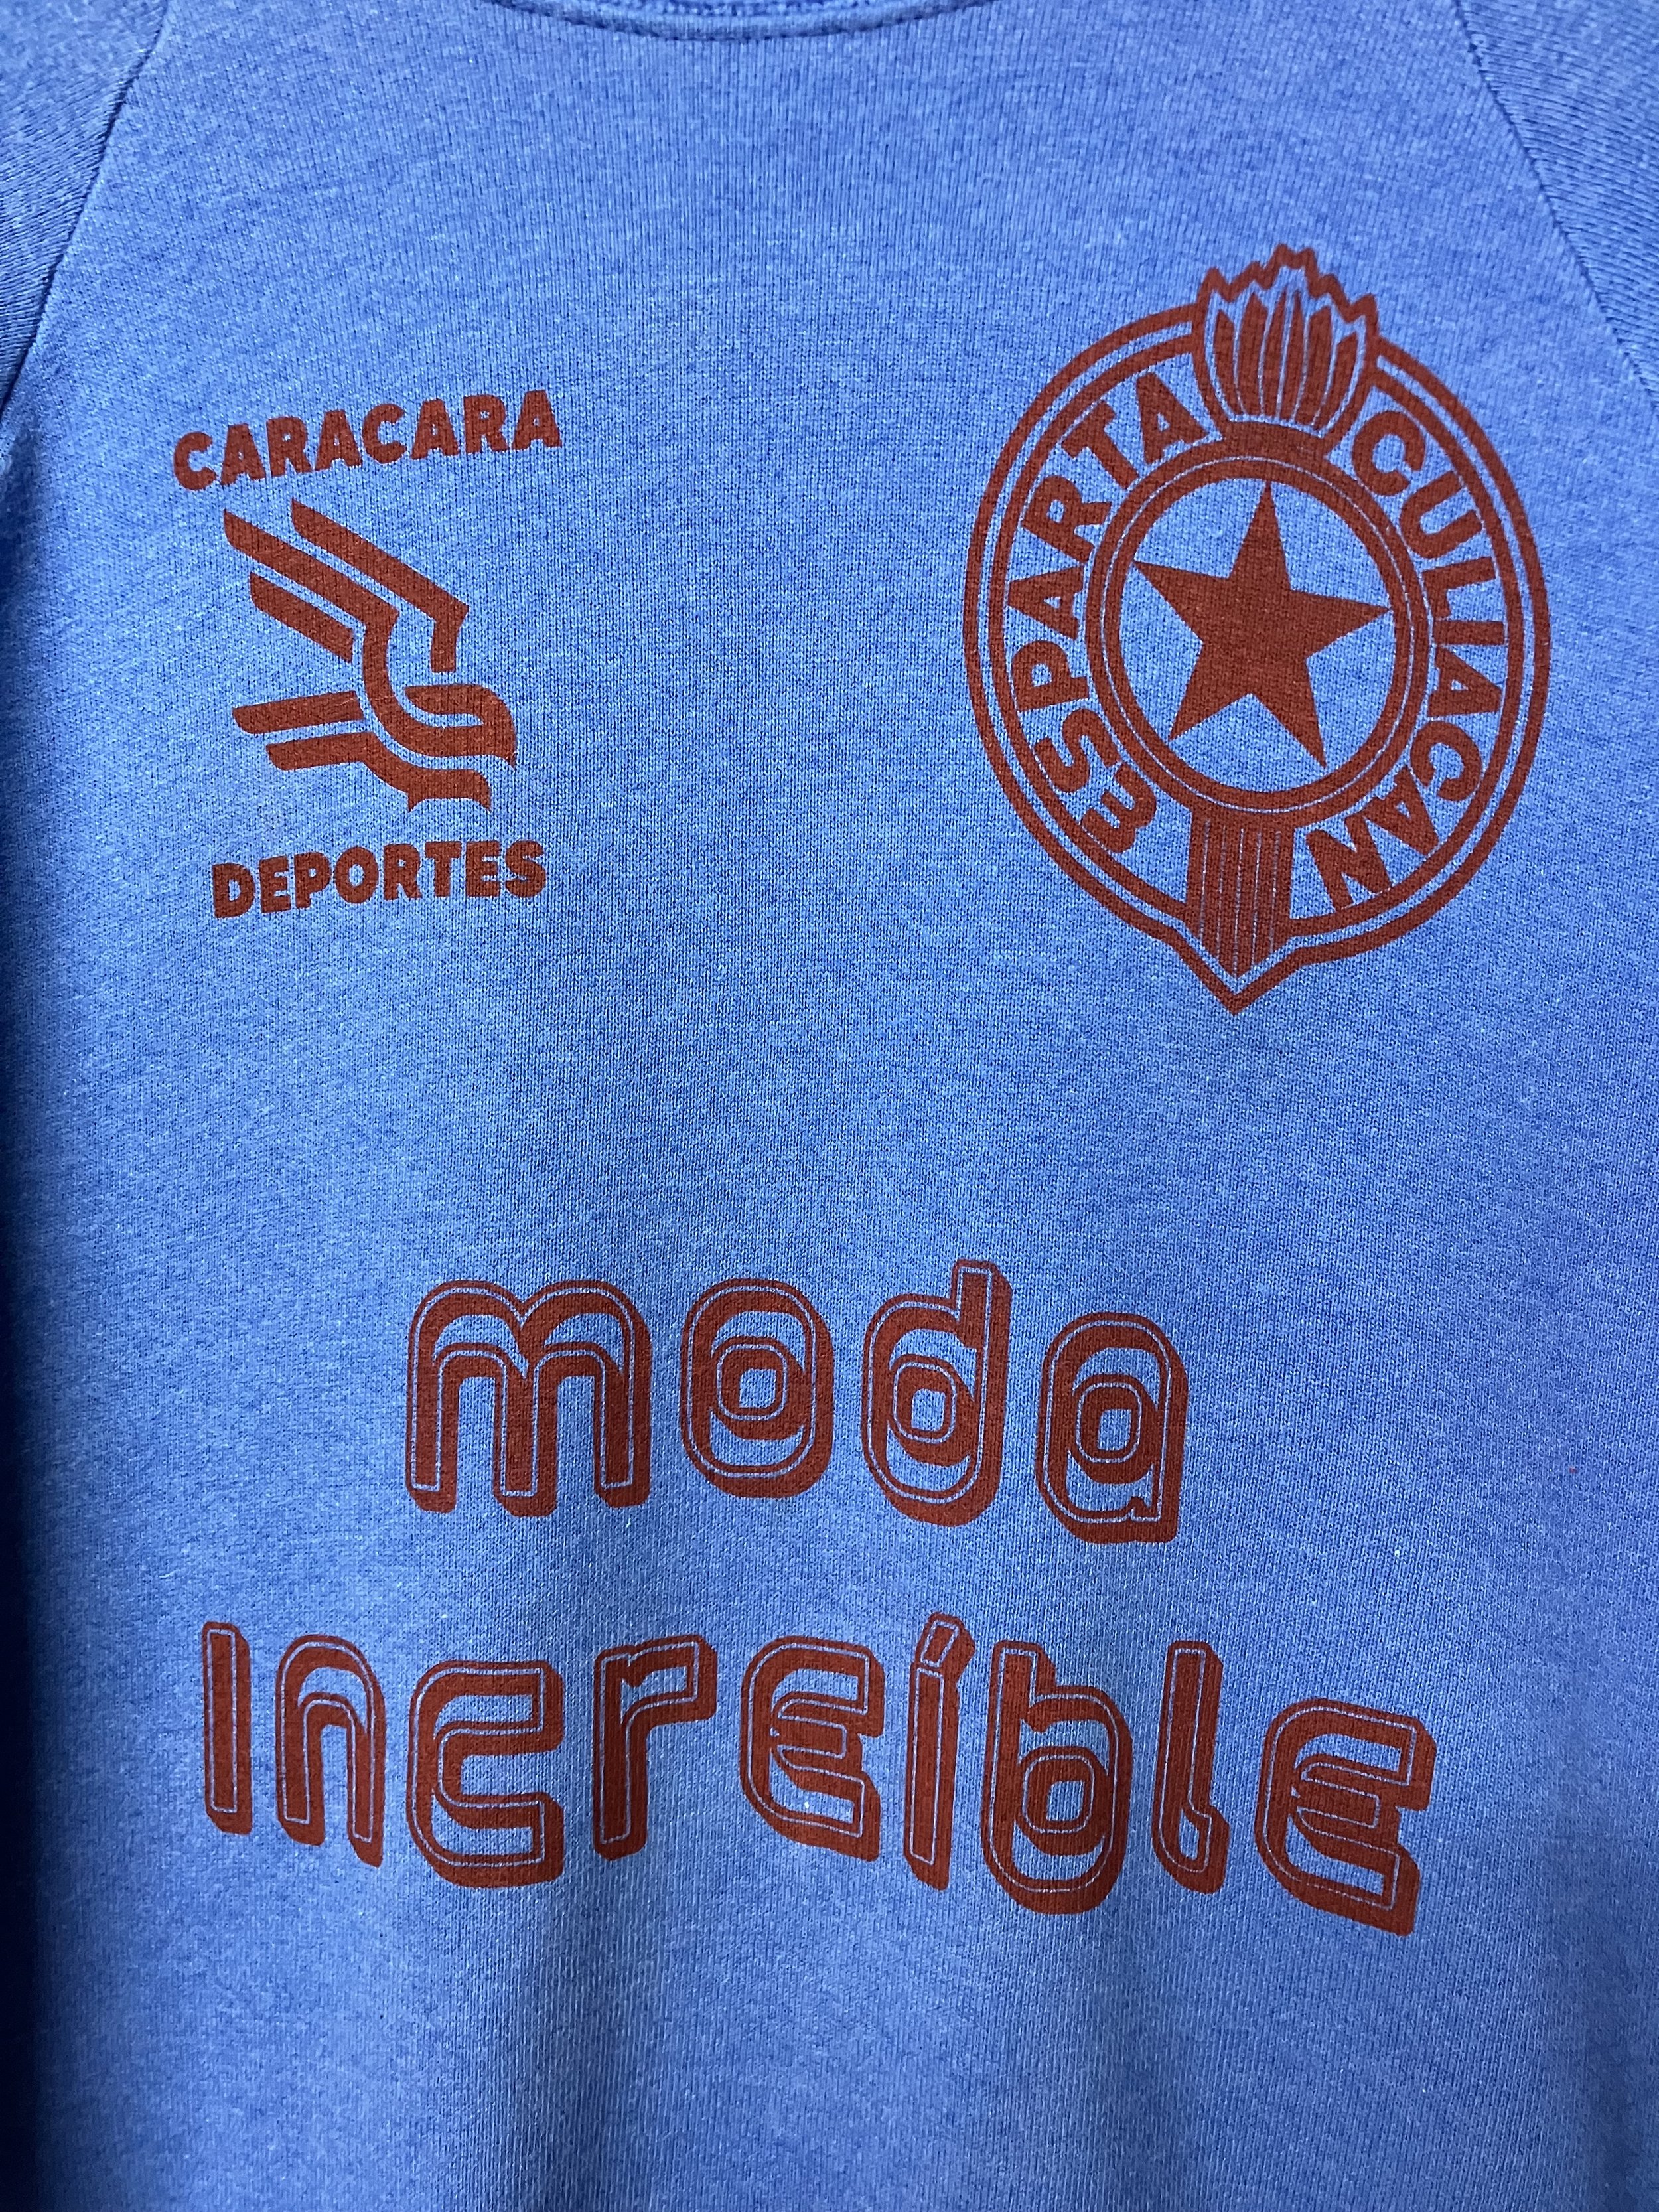 CARACARA
DEPORTES
ESPARTA CULIACAN
moda
increíble